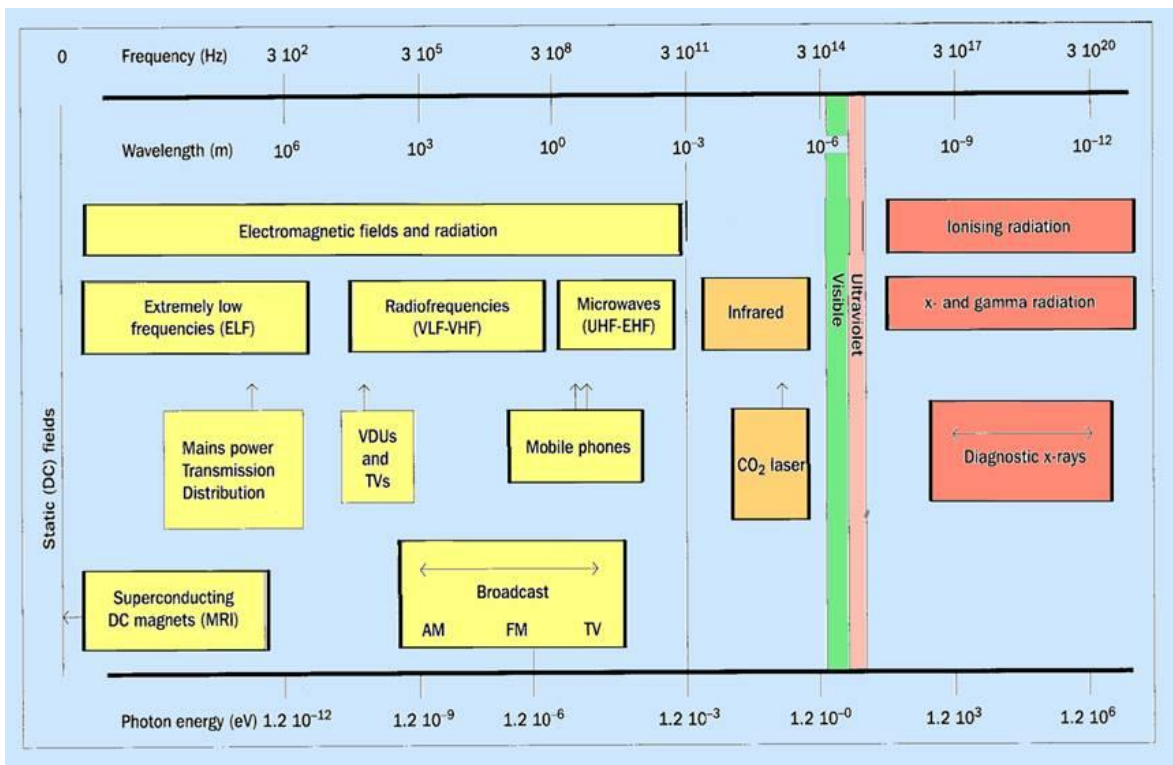 0 Frequency (Hz) 3 10² 3 10⁵ 3 10⁸ 3 10¹¹ 3 10¹⁴ 3 10¹⁷ 3 10²⁰
Wavelength (m) 10⁶ 10³ 10⁰ 10⁻³ 10⁻⁶ 10⁻⁹ 10⁻¹²
Electromagnetic fields and radiation
Ionising radiation
Extremely low
frequencies (ELF)
Radiofrequencies
(VLF-VHF)
Microwaves
(UHF-EHF)
Infrared
Visible
Ultraviolet
x- and gamma radiation
Static (DC) fields
Mains power
Transmission
Distribution
VDUs
and
TVs
Mobile phones
CO₂ laser
Diagnostic x-rays
Superconducting
DC magnets (MRI)
Broadcast
AM FM TV
Photon energy (eV) 1.2 10⁻¹² 1.2 10⁻⁹ 1.2 10⁻⁶ 1.2 10⁻³ 1.2 10⁻⁰ 1.2 10³ 1.2 10⁶